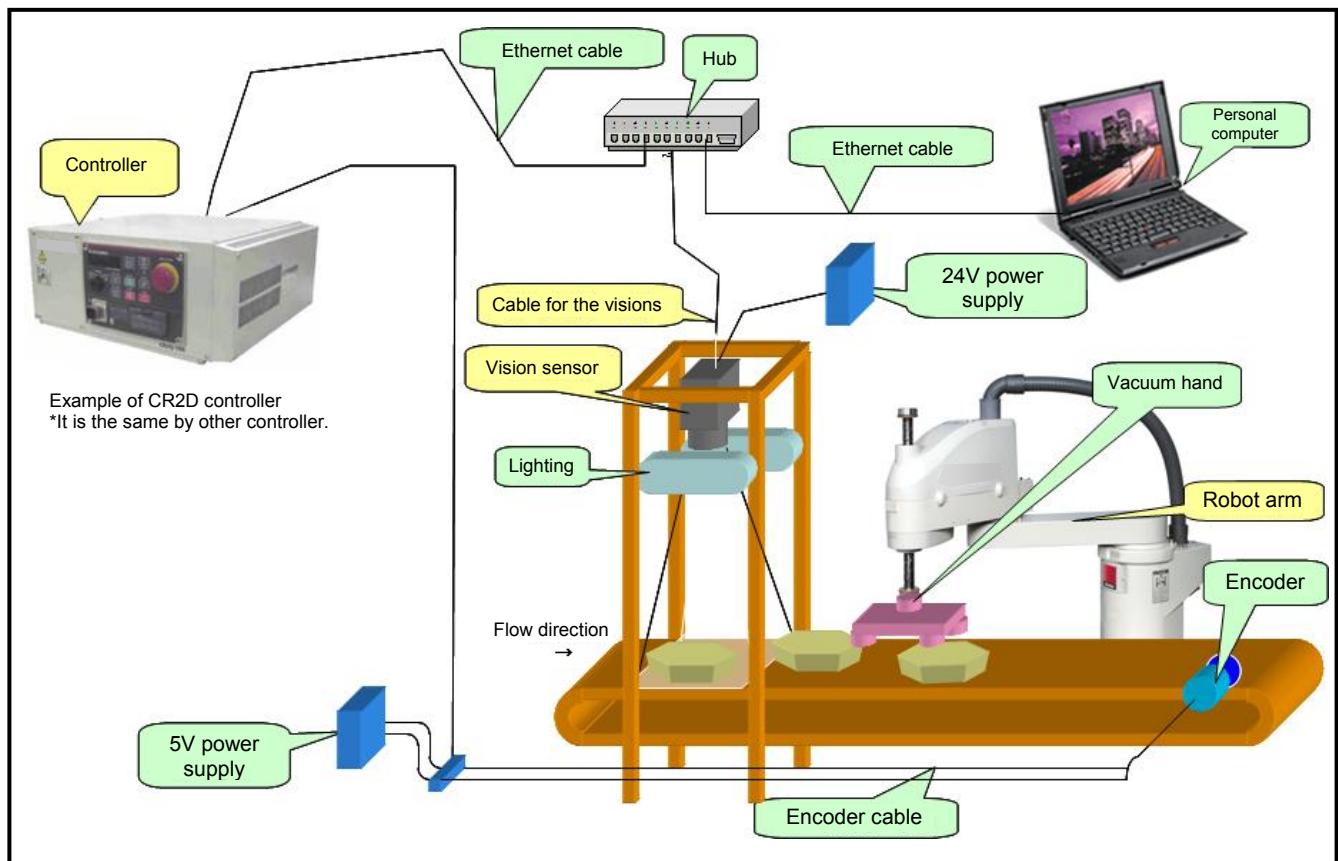 Ethernet cable
Hub
Personal
computer
Controller
Ethernet cable
24V power
supply
Cable for the visions
Vision sensor
Vacuum hand
Example of CR2D controller
*It is the same by other controller.
Lighting
Robot arm
Encoder
Flow direction
→
5V power
supply
Encoder cable